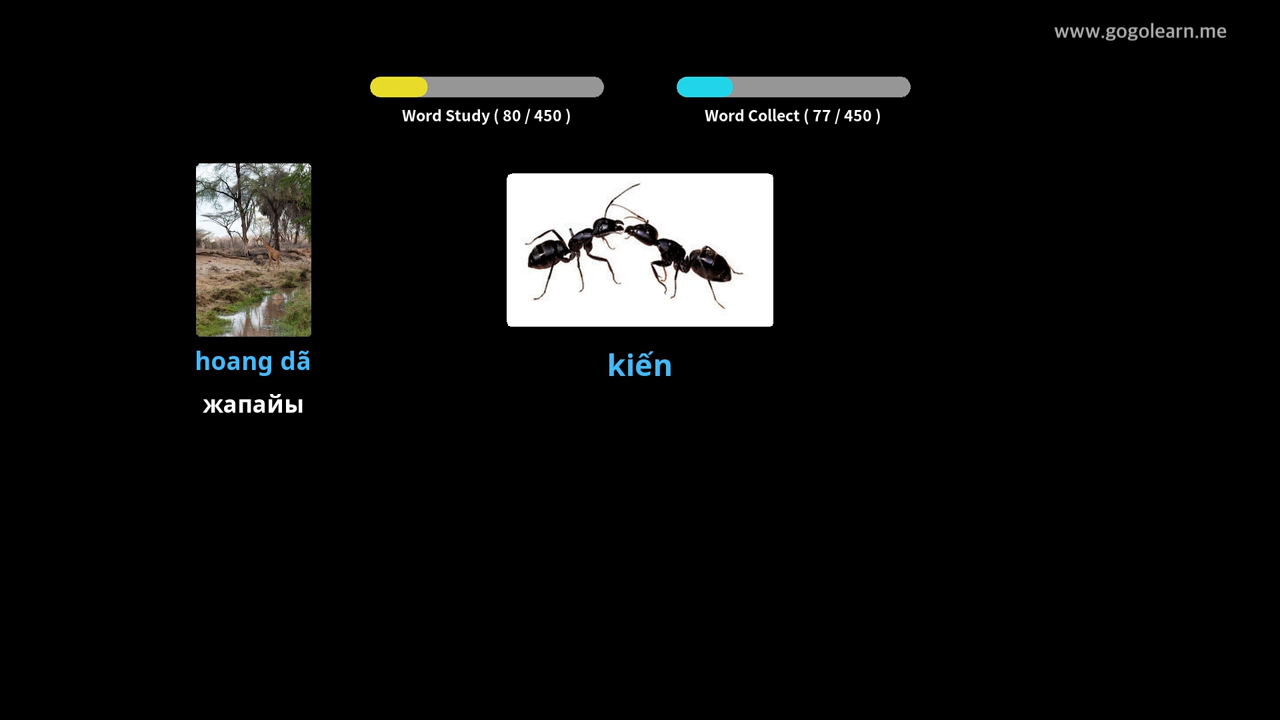 www.gogolearn.me
Word Study ( 80 / 450 )
Word Collect ( 77 / 450 )
hoang dã
жапайы
kiến